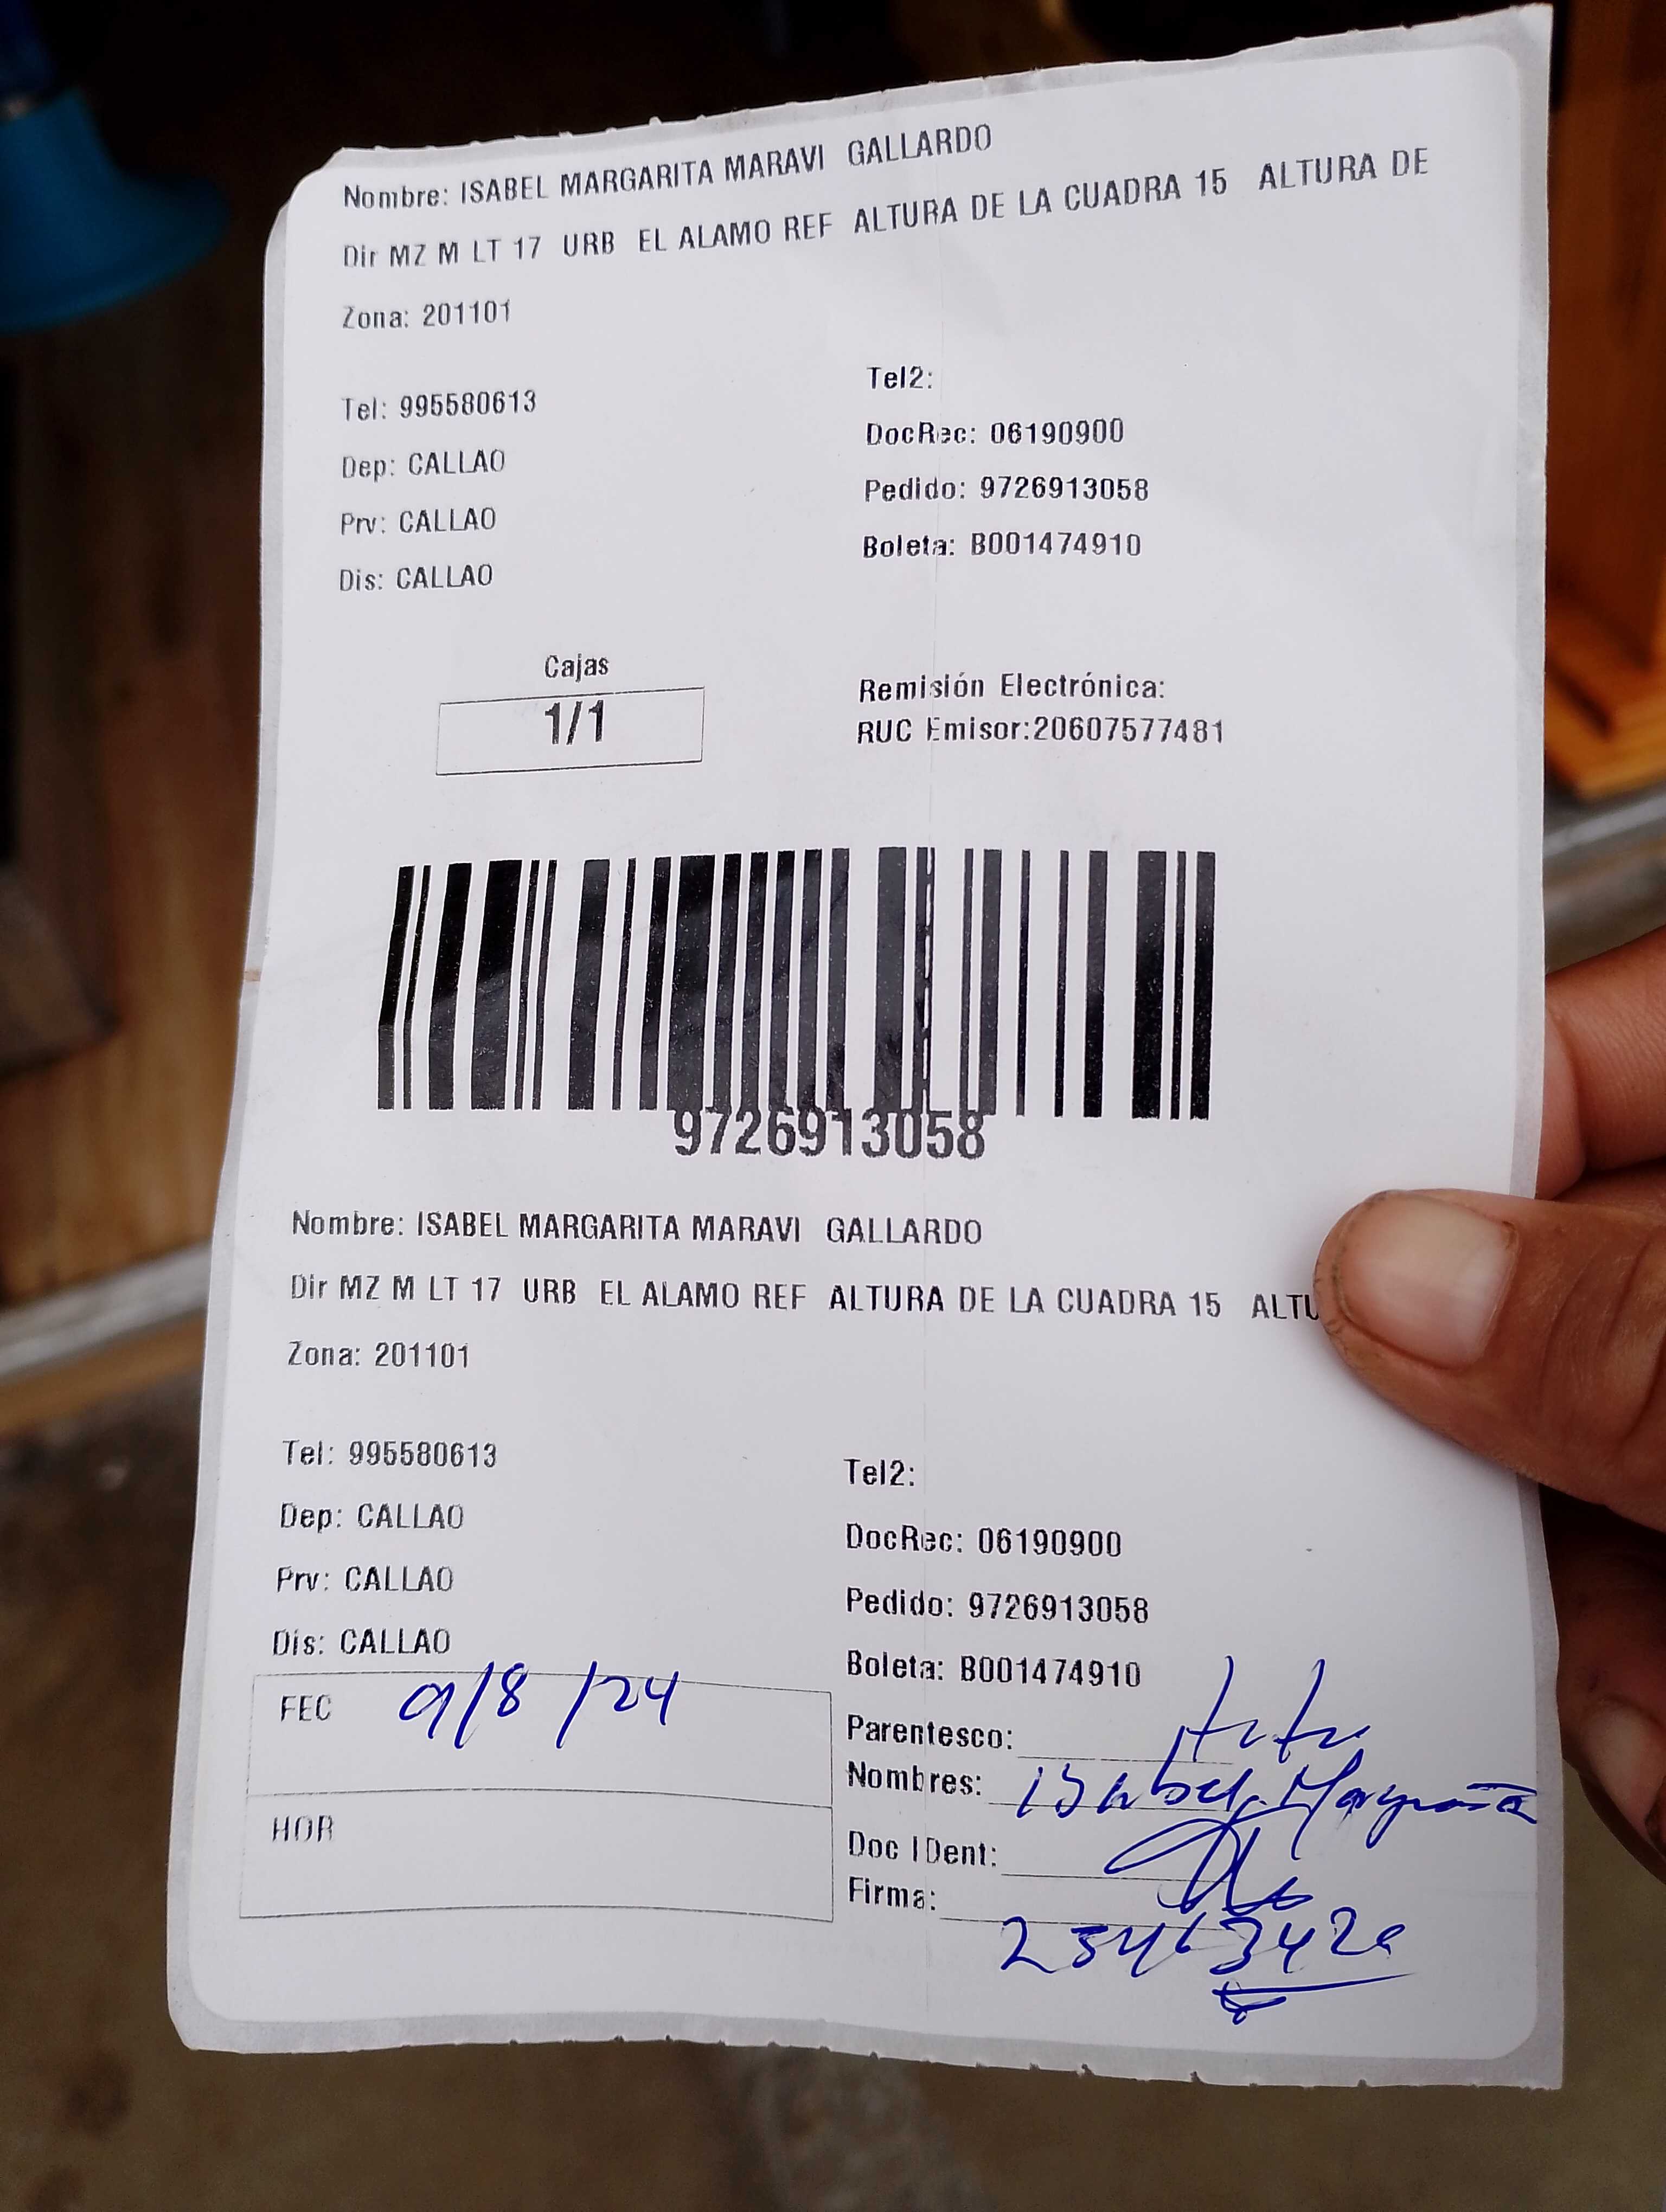 Nombre: ISABEL MARGARITA MARAVI GALLARDO
Dir MZ M LT 17 URB EL ALAMO REF ALTURA DE LA CUADRA 15 ALTURA DE
Zona: 201101
Tel: 995580613
Tel2:
Dep: CALLAO
DocRec: 06190900
Prv: CALLAO
Pedido: 9726913058
Dis: CALLAO
Boleta: B001474910
Cajas
1/1
Remisión Electrónica:
RUC Emisor:20607577481
9726913058
Nombre: ISABEL MARGARITA MARAVI GALLARDO
Dir MZ M LT 17 URB EL ALAMO REF ALTURA DE LA CUADRA 15 ALTU
Zona: 201101
Tel: 995580613
Tel2:
Dep: CALLAO
DocRec: 06190900
Prv: CALLAO
Pedido: 9726913058
Dis: CALLAO
Boleta: B001474910
FEC 9/8/24
Parentesco:
Nombres: Isabel
HOR
Doc IDent:
Firma: